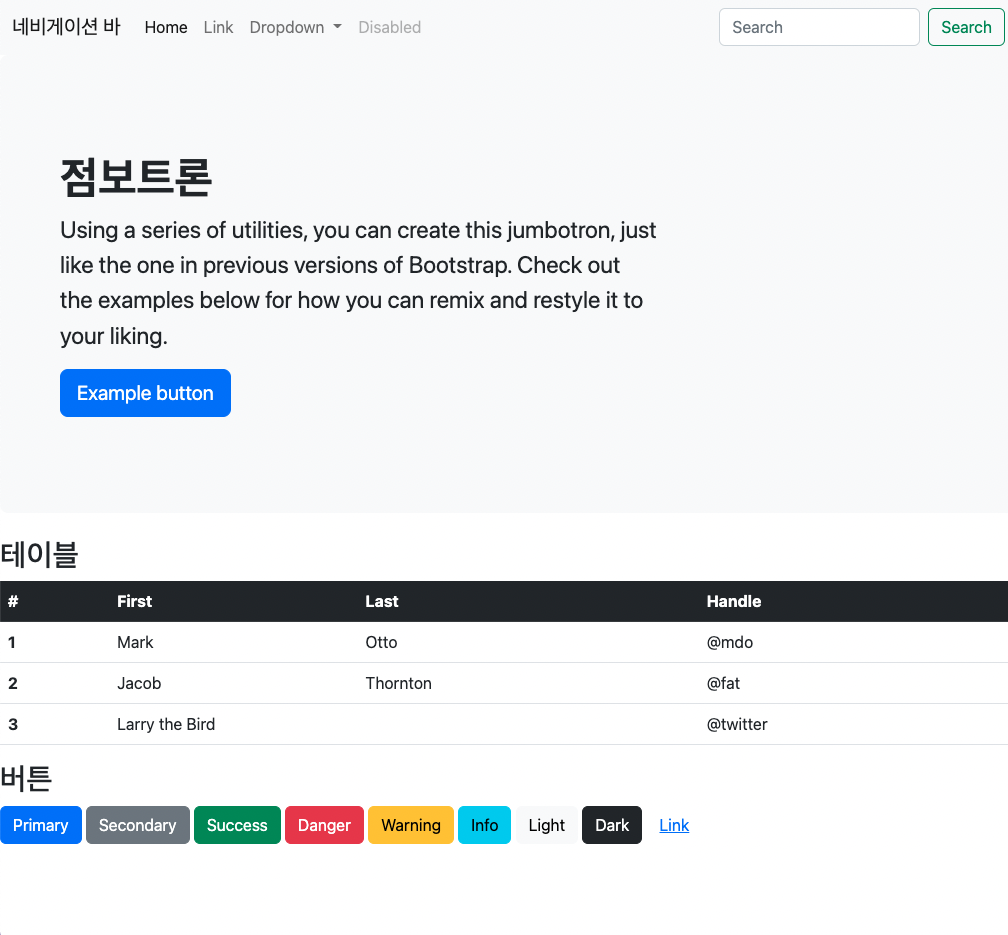 네비게이션 바 Home Link Dropdown Disabled Search Search
점보트론
Using a series of utilities, you can create this jumbotron, just
like the one in previous versions of Bootstrap. Check out
the examples below for how you can remix and restyle it to
your liking.
Example button
테이블
# First Last Handle
1 Mark Otto @mdo
2 Jacob Thornton @fat
3 Larry the Bird @twitter
버튼
Primary Secondary Success Danger Warning Info Light Dark Link